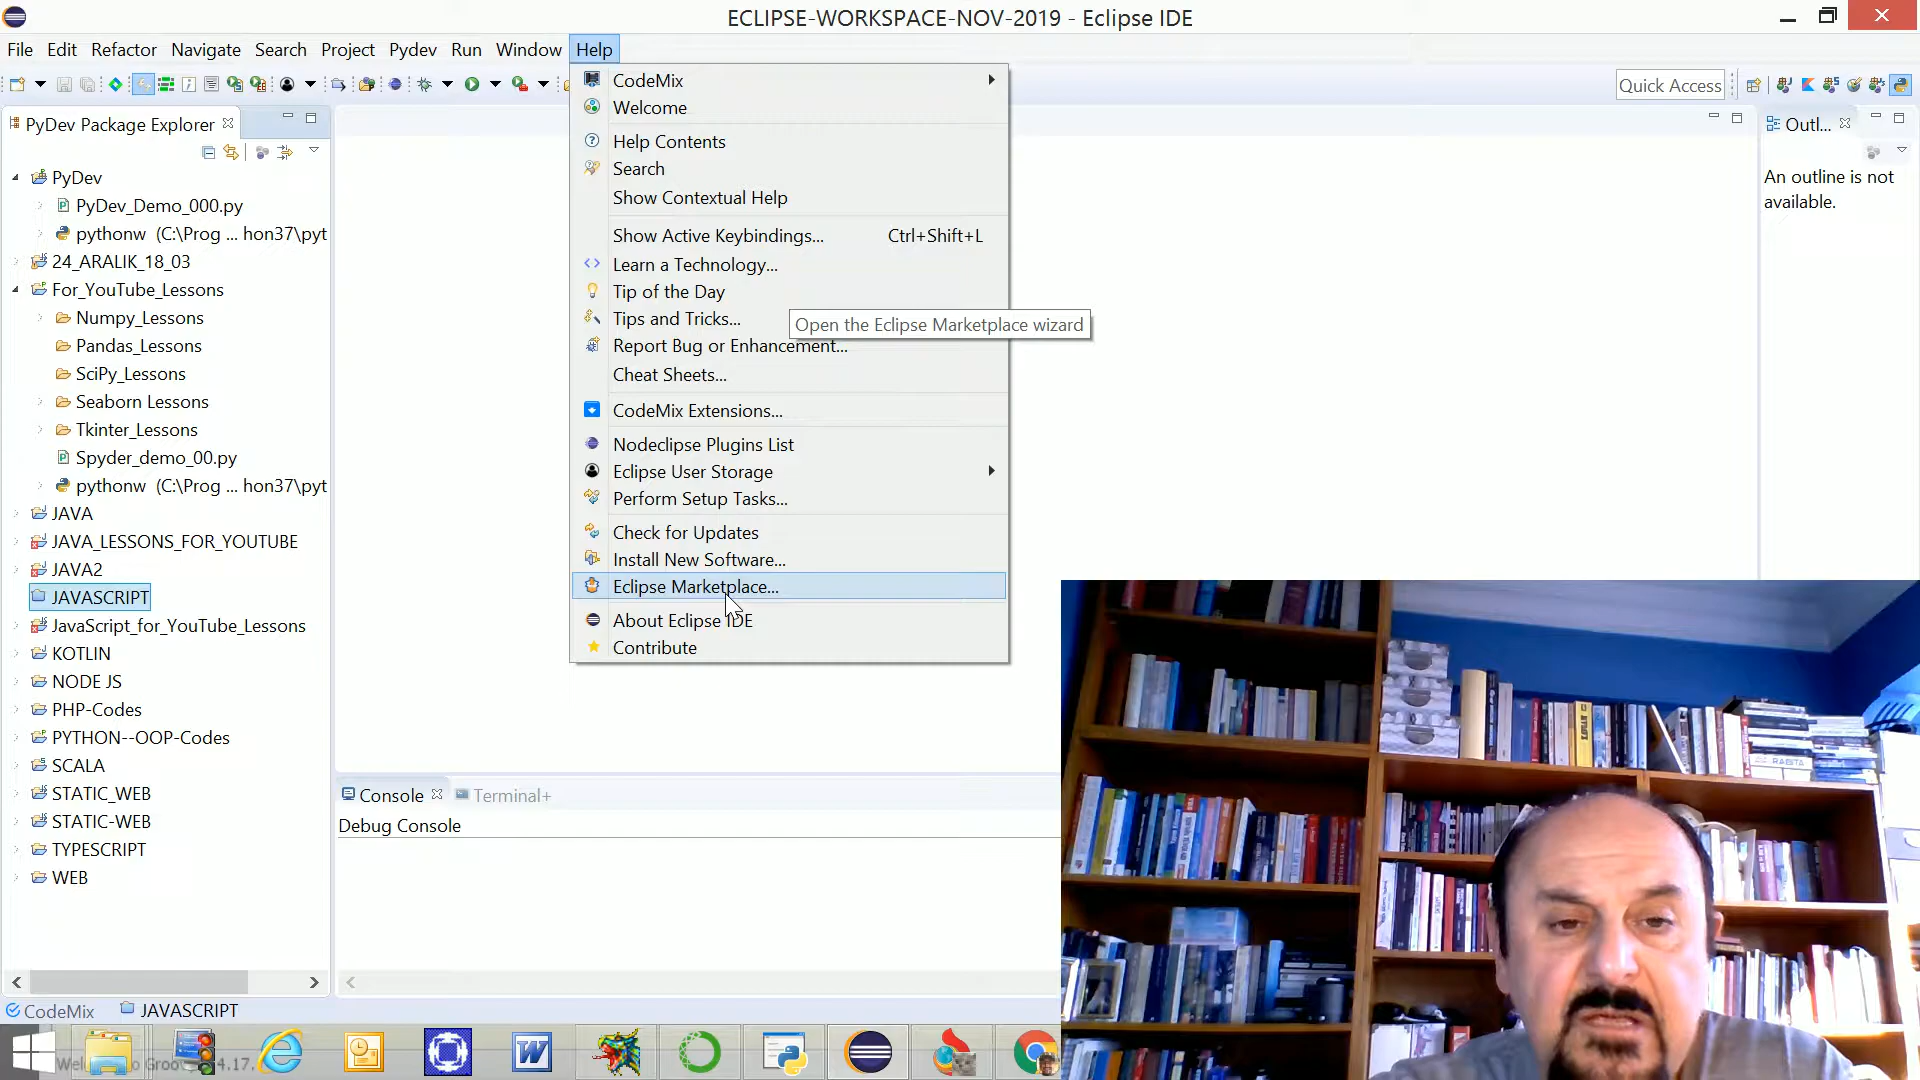 ECLIPSE-WORKSPACE-NOV-2019 - Eclipse IDE
File Edit Refactor Navigate Search Project Pydev Run Window Help
Quick Access
PyDev Package Explorer
PyDev
PyDev_Demo_000.py
pythonw (C:\Prog ... hon37\pyt
24_ARALIK_18_03
For_YouTube_Lessons
Numpy_Lessons
Pandas_Lessons
SciPy_Lessons
Seaborn Lessons
Tkinter_Lessons
Spyder_demo_00.py
pythonw (C:\Prog ... hon37\pyt
JAVA
JAVA_LESSONS_FOR_YOUTUBE
JAVA2
JAVASCRIPT
JavaScript_for_YouTube_Lessons
KOTLIN
NODE JS
PHP-Codes
PYTHON--OOP-Codes
SCALA
STATIC_WEB
STATIC-WEB
TYPESCRIPT
WEB
CodeMix
Welcome
Help Contents
Search
Show Contextual Help
Show Active Keybindings... Ctrl+Shift+L
Learn a Technology...
Tip of the Day
Tips and Tricks...
Open the Eclipse Marketplace wizard
Report Bug or Enhancement...
Cheat Sheets...
CodeMix Extensions...
Nodeclipse Plugins List
Eclipse User Storage
Perform Setup Tasks...
Check for Updates
Install New Software...
Eclipse Marketplace...
About Eclipse IDE
Contribute
Outl...
An outline is not
available.
Console Terminal+
Debug Console
CodeMix JAVASCRIPT